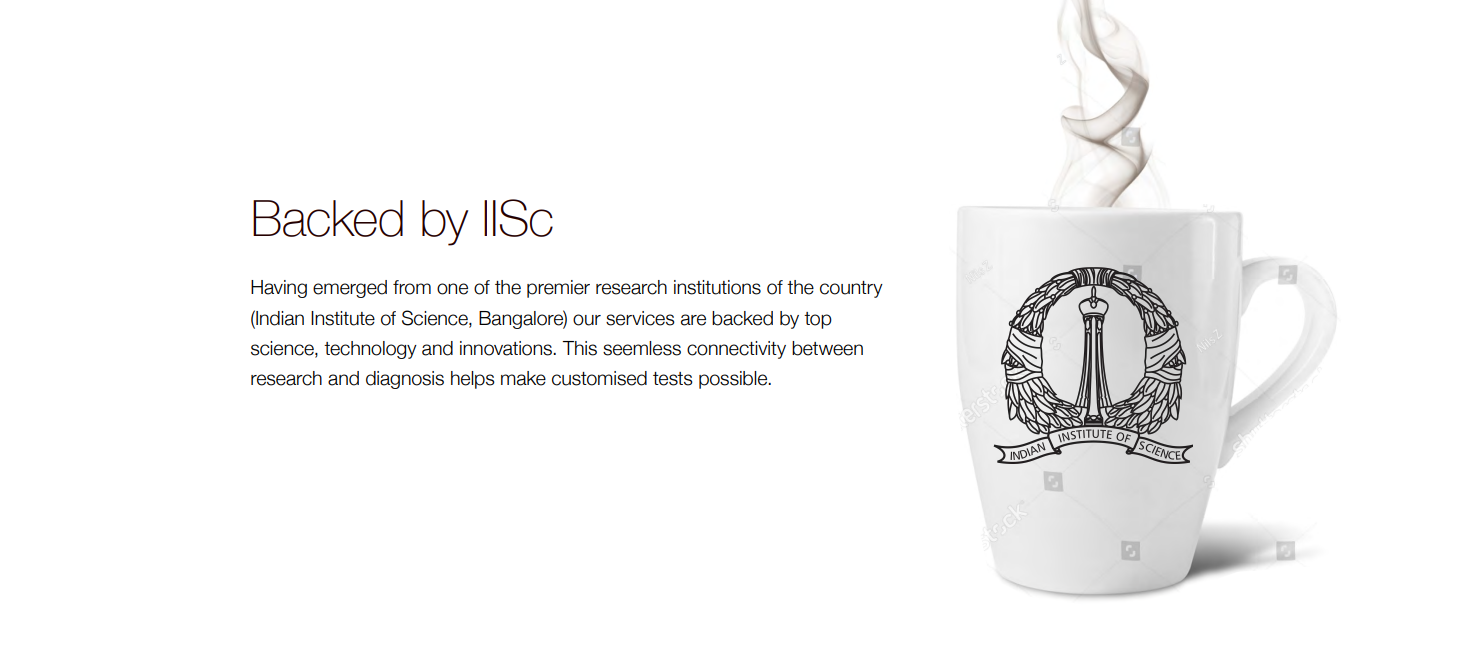 Backed by IISc
Having emerged from one of the premier research institutions of the country
(Indian Institute of Science, Bangalore) our services are backed by top
science, technology and innovations. This seemless connectivity between
research and diagnosis helps make customised tests possible.
INDIAN INSTITUTE OF SCIENCE